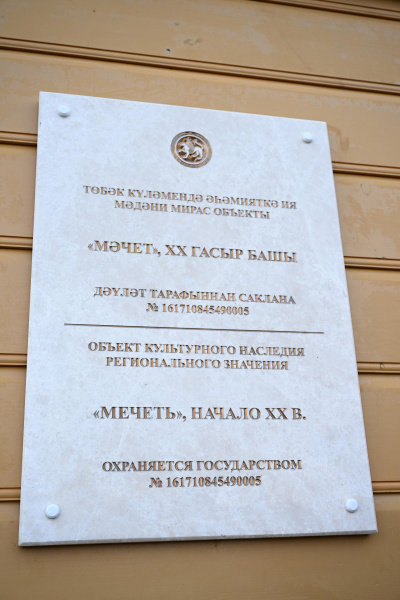 ТӨБӘК КҮЛӘМЕНДӘ ӘҺӘМИЯТКӘ ИЯ
МӘДӘНИ МИРАС ОБЪЕКТЫ
«МӘЧЕТ», XX ГАСЫР БАШЫ
ДӘҮЛӘТ ТАРАФЫННАН САКЛАНА
№ 161710845490005
ОБЪЕКТ КУЛЬТУРНОГО НАСЛЕДИЯ
РЕГИОНАЛЬНОГО ЗНАЧЕНИЯ
«МЕЧЕТЬ», НАЧАЛО XX В.
ОХРАНЯЕТСЯ ГОСУДАРСТВОМ
№ 161710845490005